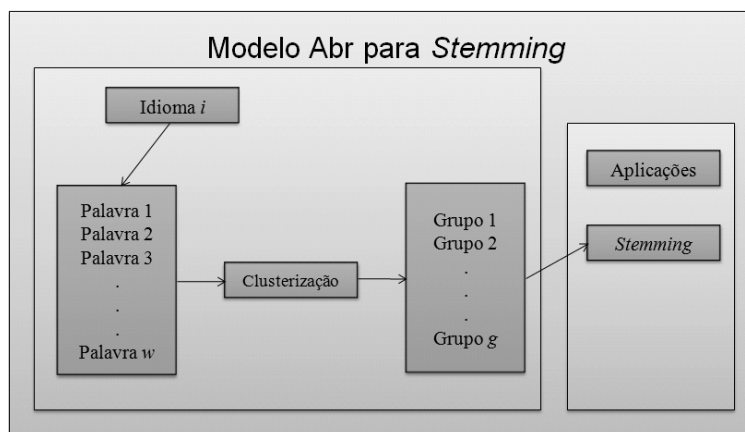 Modelo Abr para Stemming
Idioma i
Palavra 1
Palavra 2
Palavra 3
.
.
.
Palavra w
Clusterização
Grupo 1
Grupo 2
.
.
.
Grupo g
Aplicações
Stemming